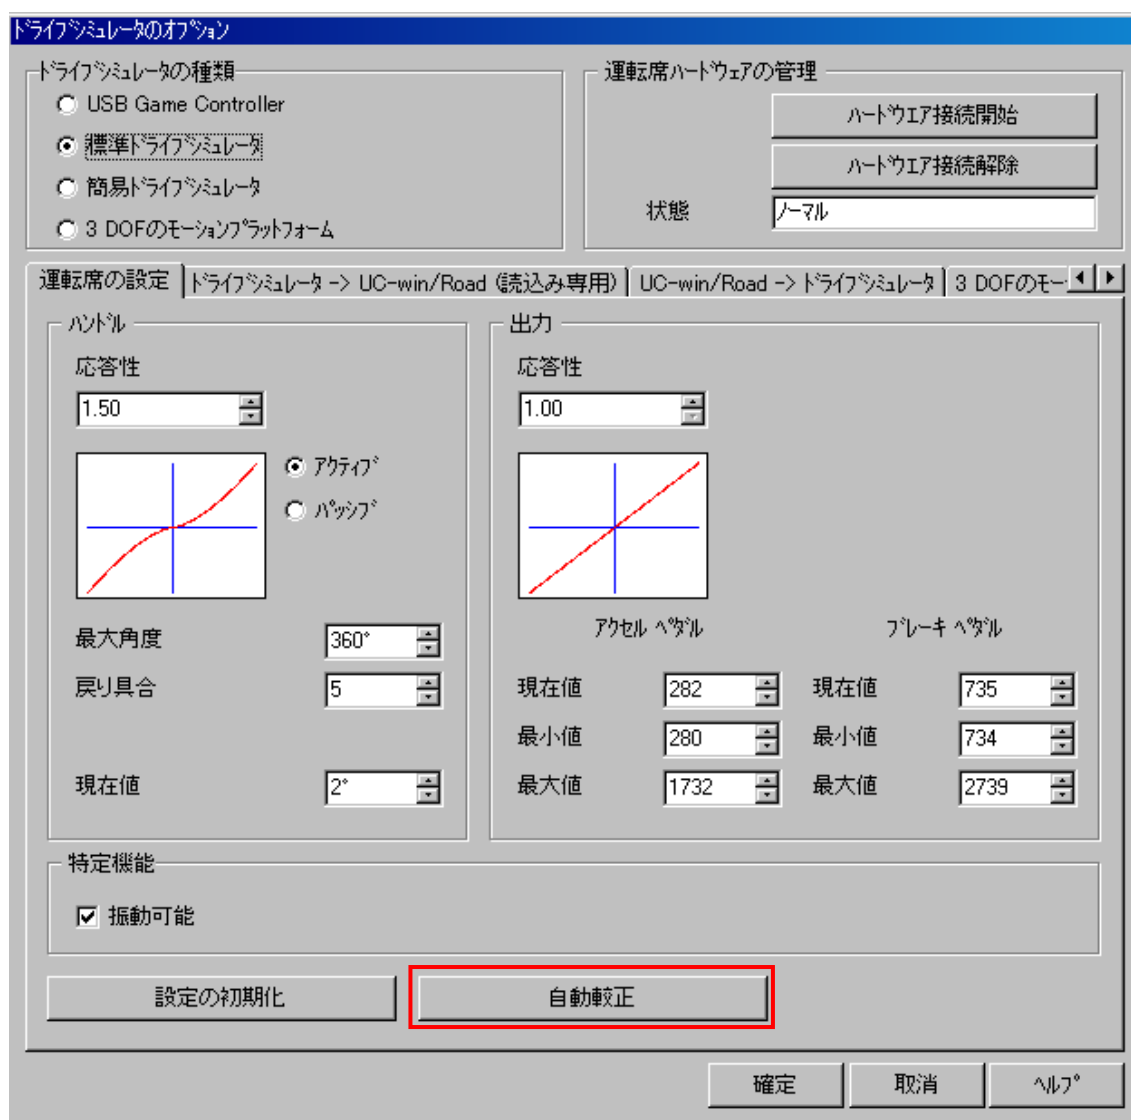 ﾄﾞﾗｲﾌﾞｼﾐｭﾚｰﾀのｵﾌﾟｼｮﾝ
ﾄﾞﾗｲﾌﾞｼﾐｭﾚｰﾀの種類
USB Game Controller
標準ﾄﾞﾗｲﾌﾞｼﾐｭﾚｰﾀ
簡易ﾄﾞﾗｲﾌﾞｼﾐｭﾚｰﾀ
3 DOFのﾓｰｼｮﾝﾌﾟﾗｯﾄﾌｫｰﾑ
運転席ﾊｰﾄﾞｳｪｱの管理
ﾊｰﾄﾞｳｴｱ接続開始
ﾊｰﾄﾞｳｴｱ接続解除
状態 ﾉｰﾏﾙ
運転席の設定 ﾄﾞﾗｲﾌﾞｼﾐｭﾚｰﾀ -> UC-win/Road (読込み専用) UC-win/Road -> ﾄﾞﾗｲﾌﾞｼﾐｭﾚｰﾀ 3 DOFのﾓｰ
ﾊﾝﾄﾞﾙ
応答性
1.50
ｱｸﾃｨﾌﾞ
ﾊﾟｯｼﾌﾞ
最大角度 360°
戻り具合 5
現在値 2°
出力
応答性
1.00
ｱｸｾﾙ ﾍﾟﾀﾞﾙ ﾌﾞﾚｰｷ ﾍﾟﾀﾞﾙ
現在値 282 現在値 735
最小値 280 最小値 734
最大値 1732 最大値 2739
特定機能
振動可能
設定の初期化 自動較正
確定 取消 ﾍﾙﾌﾟ